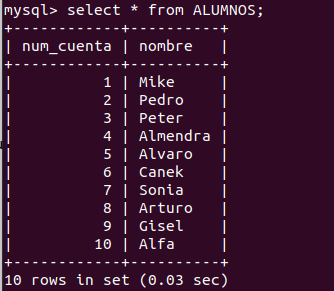 mysql> select * from ALUMNOS;
+------------+----------+
| num_cuenta | nombre   |
+------------+----------+
|          1 | Mike     |
|          2 | Pedro    |
|          3 | Peter    |
|          4 | Almendra |
|          5 | Alvaro   |
|          6 | Canek    |
|          7 | Sonia    |
|          8 | Arturo   |
|          9 | Gisel    |
|         10 | Alfa     |
+------------+----------+
10 rows in set (0.03 sec)